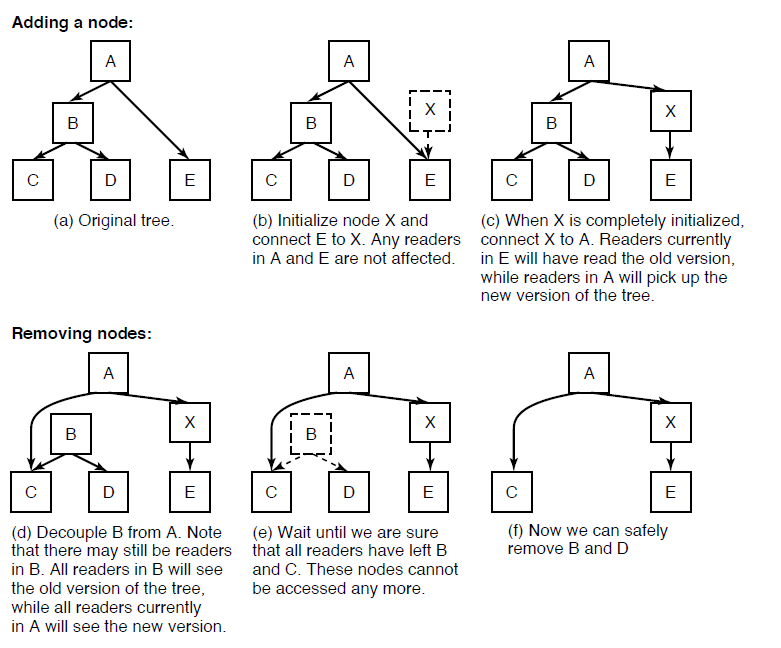 Adding a node:
A
B
C
D
E
(a) Original tree.
A
B
X
C
D
E
(b) Initialize node X and
connect E to X. Any readers
in A and E are not affected.
A
B
X
C
D
E
(c) When X is completely initialized,
connect X to A. Readers currently
in E will have read the old version,
while readers in A will pick up the
new version of the tree.
Removing nodes:
A
B
X
C
D
E
(d) Decouple B from A. Note
that there may still be readers
in B. All readers in B will see
the old version of the tree,
while all readers currently
in A will see the new version.
A
B
X
C
D
E
(e) Wait until we are sure
that all readers have left B
and C. These nodes cannot
be accessed any more.
A
X
C
E
(f) Now we can safely
remove B and D